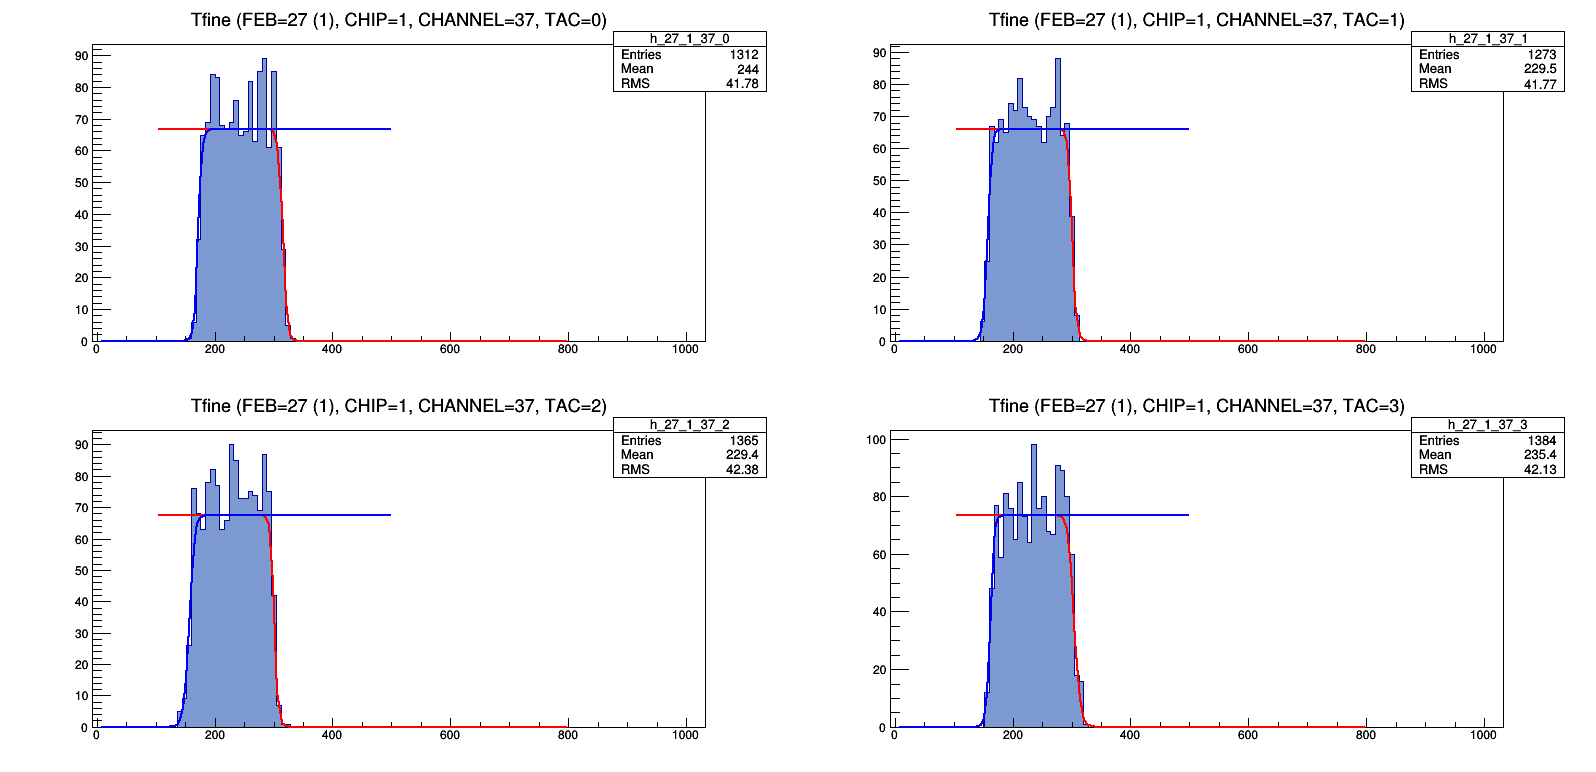 Tfine (FEB=27 (1), CHIP=1, CHANNEL=37, TAC=0)
h_27_1_37_0
Entries 1312
Mean 244
RMS 41.78
90
80
70
60
50
40
30
20
10
0
0 200 400 600 800 1000
Tfine (FEB=27 (1), CHIP=1, CHANNEL=37, TAC=1)
h_27_1_37_1
Entries 1273
Mean 229.5
RMS 41.77
90
80
70
60
50
40
30
20
10
0
0 200 400 600 800 1000
Tfine (FEB=27 (1), CHIP=1, CHANNEL=37, TAC=2)
h_27_1_37_2
Entries 1365
Mean 229.4
RMS 42.38
90
80
70
60
50
40
30
20
10
0
0 200 400 600 800 1000
Tfine (FEB=27 (1), CHIP=1, CHANNEL=37, TAC=3)
h_27_1_37_3
Entries 1384
Mean 235.4
RMS 42.13
100
80
60
40
20
0
0 200 400 600 800 1000